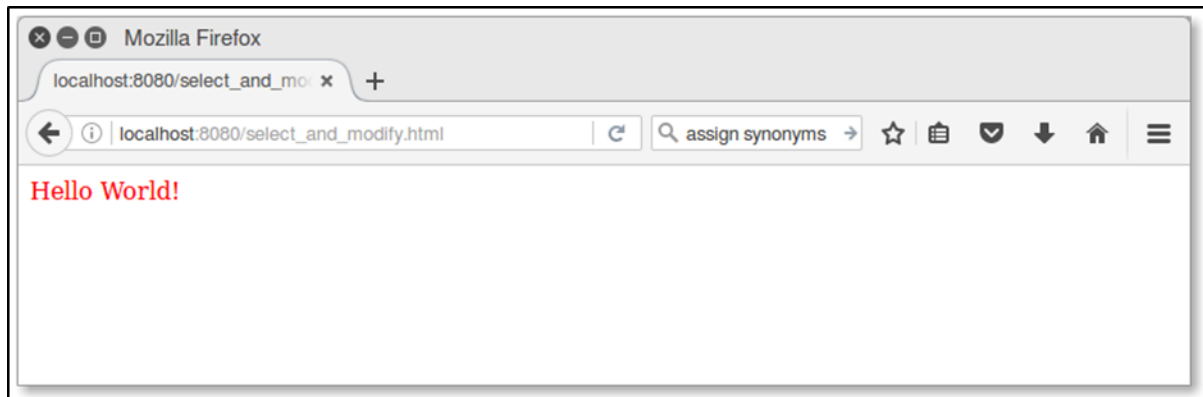 Mozilla Firefox
localhost:8080/select_and_mo
localhost:8080/select_and_modify.html assign synonyms
Hello World!